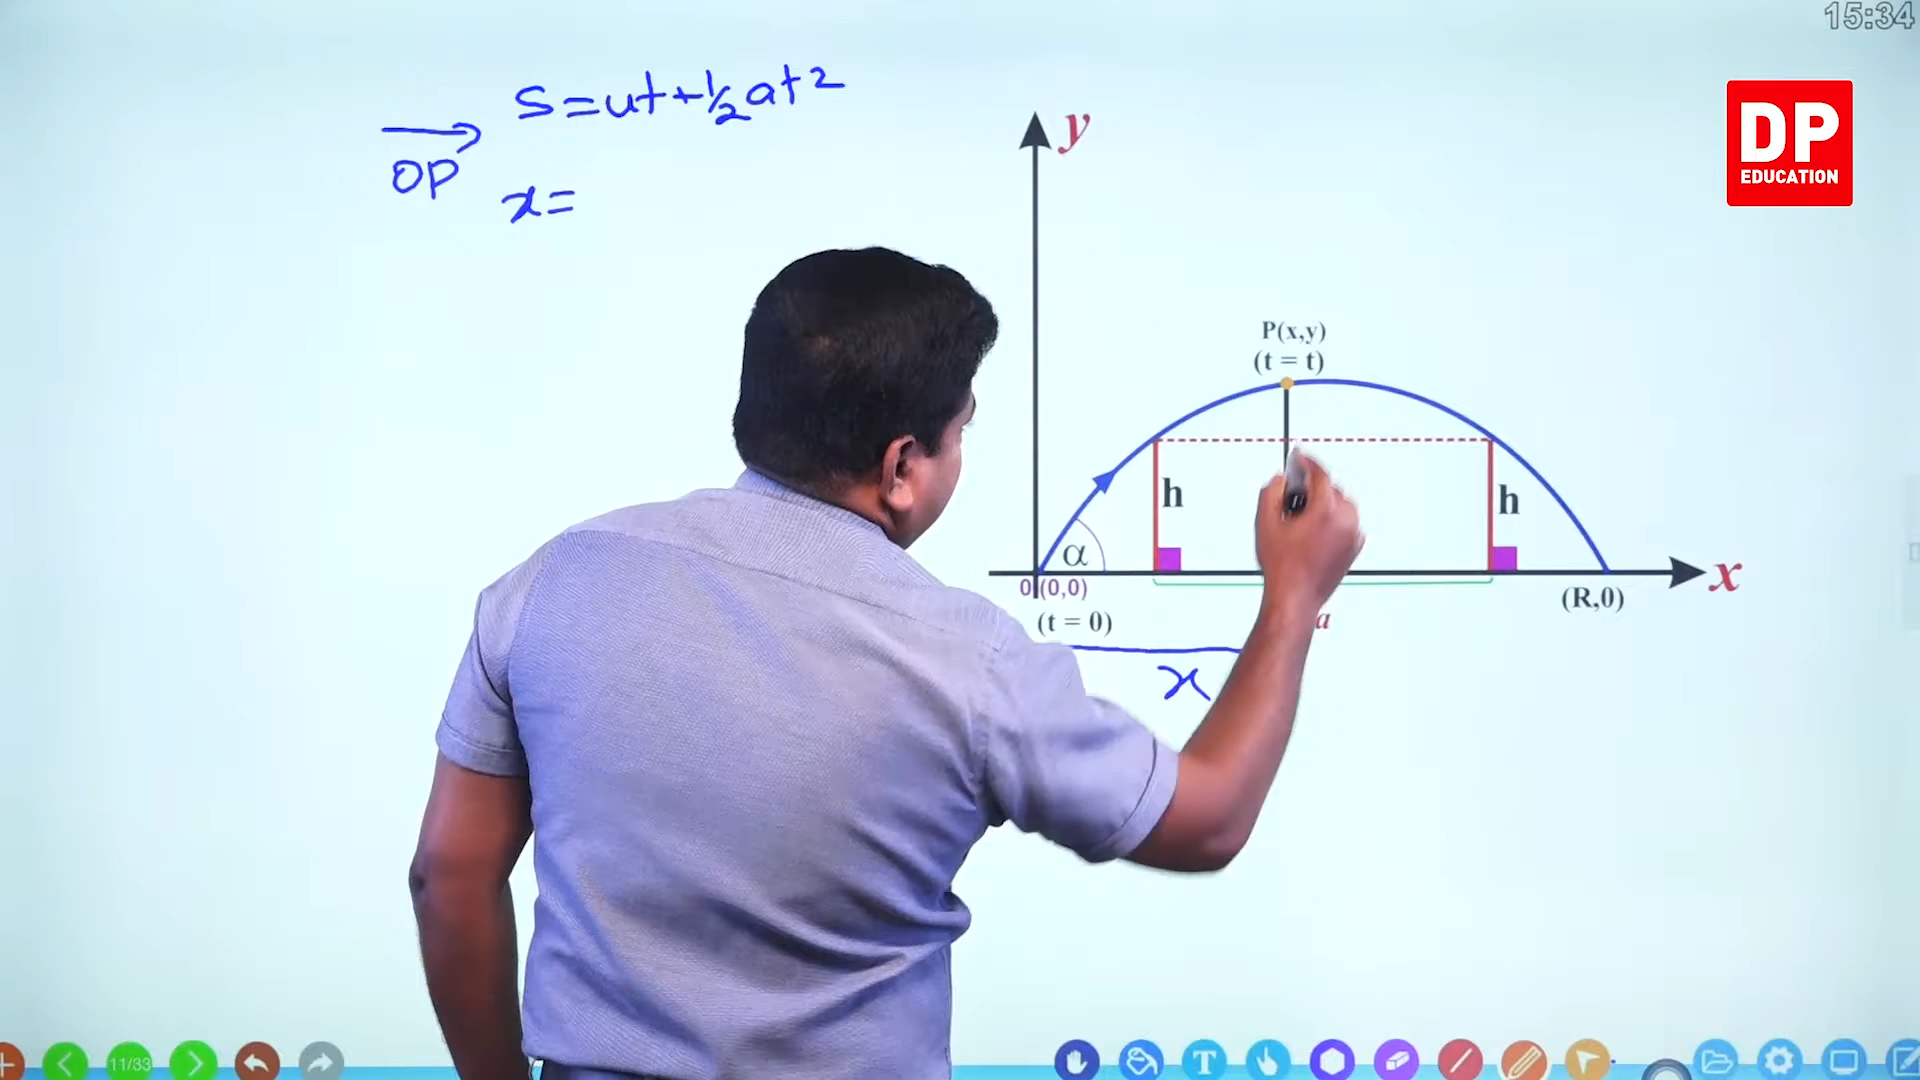 15:34
S=ut+½at²
OP
x=
DP
EDUCATION
y
P(x,y)
(t = t)
h
h
α
x
0 (0,0)
(R,0)
(t = 0)
a
x
11/33
T